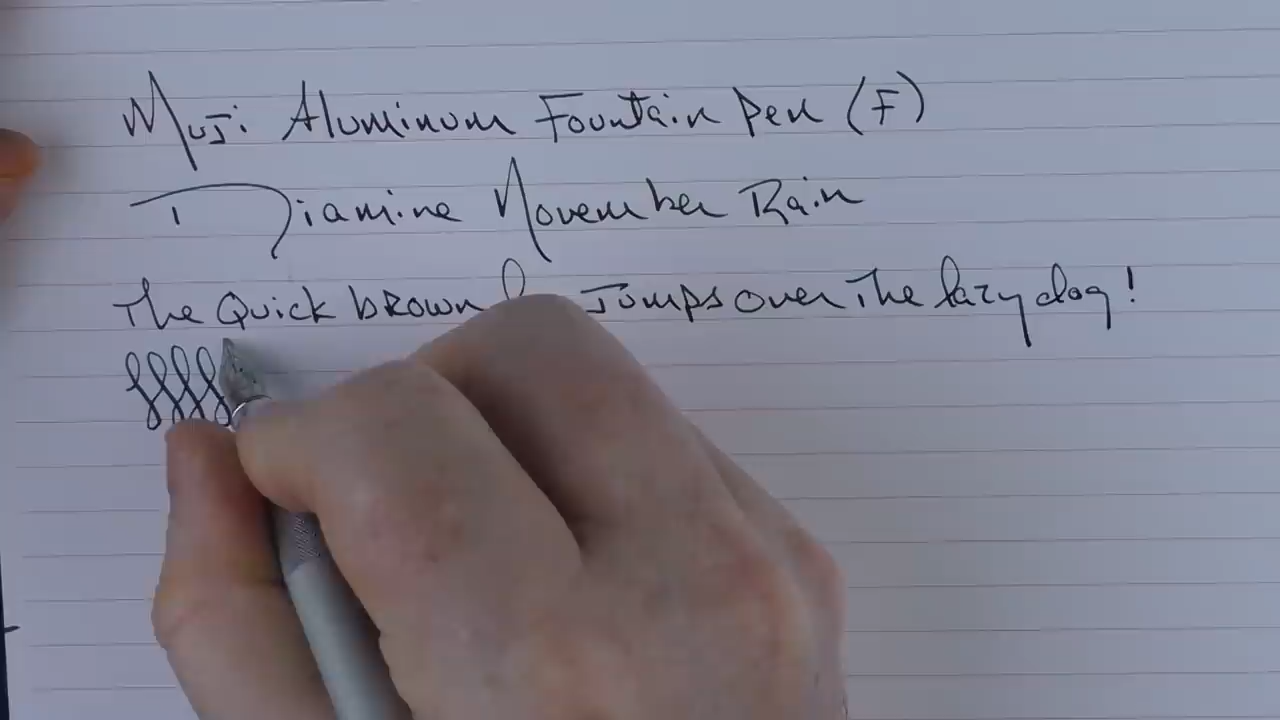 Muji Aluminum Fountain Pen (F)
Diamine November Rain
The Quick brown Jumps over The lazy dog!